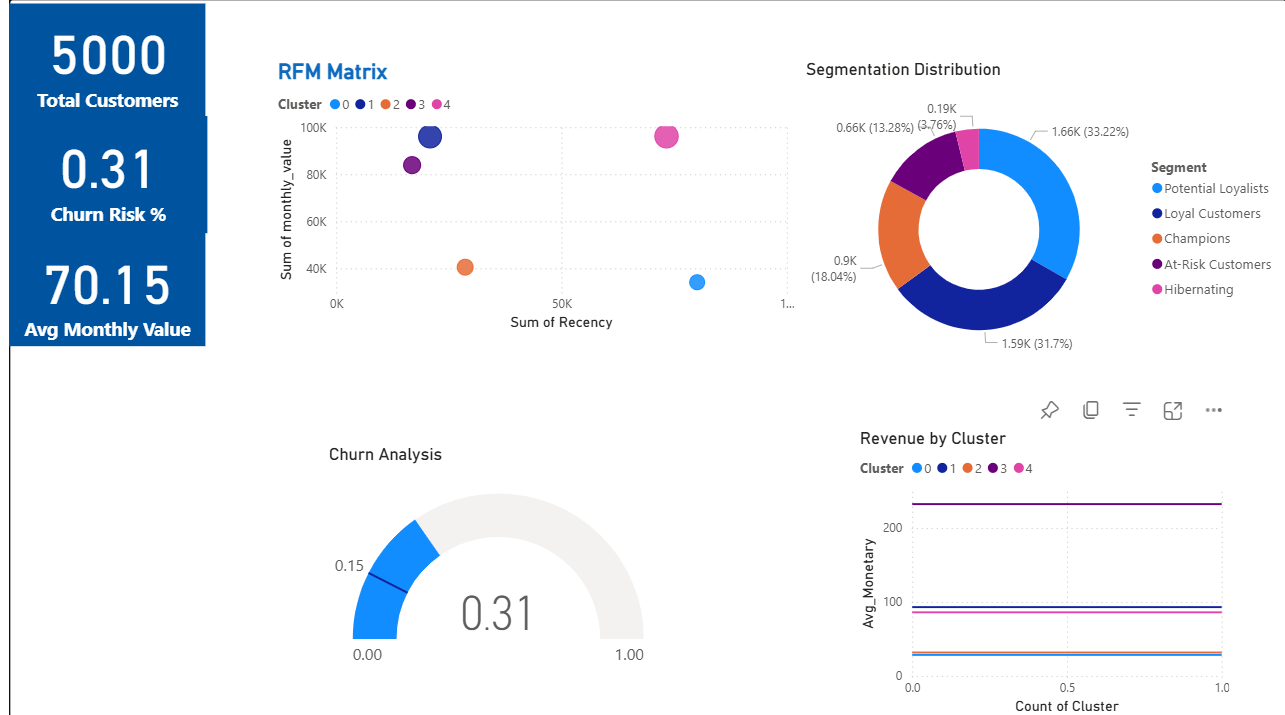 5000
Total Customers
0.31
Churn Risk %
70.15
Avg Monthly Value
RFM Matrix
Cluster 0 1 2 3 4
Sum of monthly_value
100K
80K
60K
40K
0K 50K 1...
Sum of Recency
Segmentation Distribution
0.19K
(3.76%)
0.66K (13.28%)
1.66K (33.22%)
0.9K
(18.04%)
1.59K (31.7%)
Segment
Potential Loyalists
Loyal Customers
Champions
At-Risk Customers
Hibernating
Churn Analysis
0.15
0.31
0.00
1.00
Revenue by Cluster
Cluster 0 1 2 3 4
Avg_Monetary
200
100
0
0.0 0.5 1.0
Count of Cluster